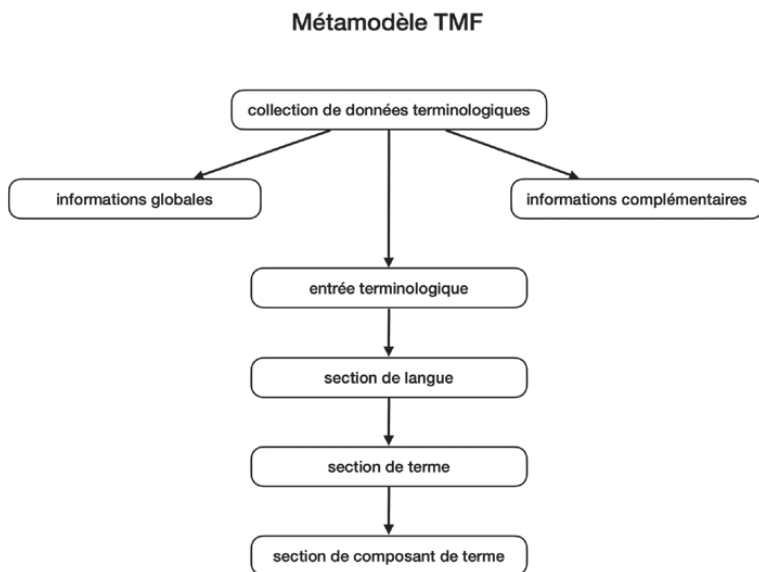 Métamodèle TMF
collection de données terminologiques
informations globales
informations complémentaires
entrée terminologique
section de langue
section de terme
section de composant de terme